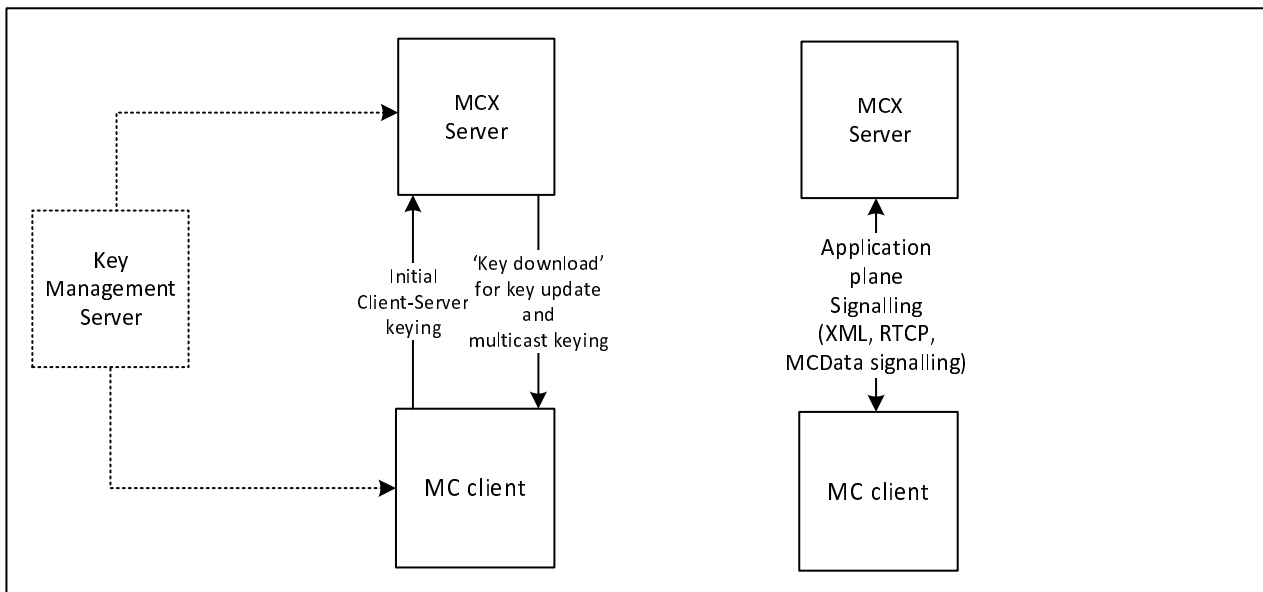 MCX
Server
Key
Management
Server
Initial
Client-Server
keying
‘Key download’
for key update
and
multicast keying
MC client
MCX
Server
Application
plane
Signalling
(XML, RTCP,
MCData signalling)
MC client